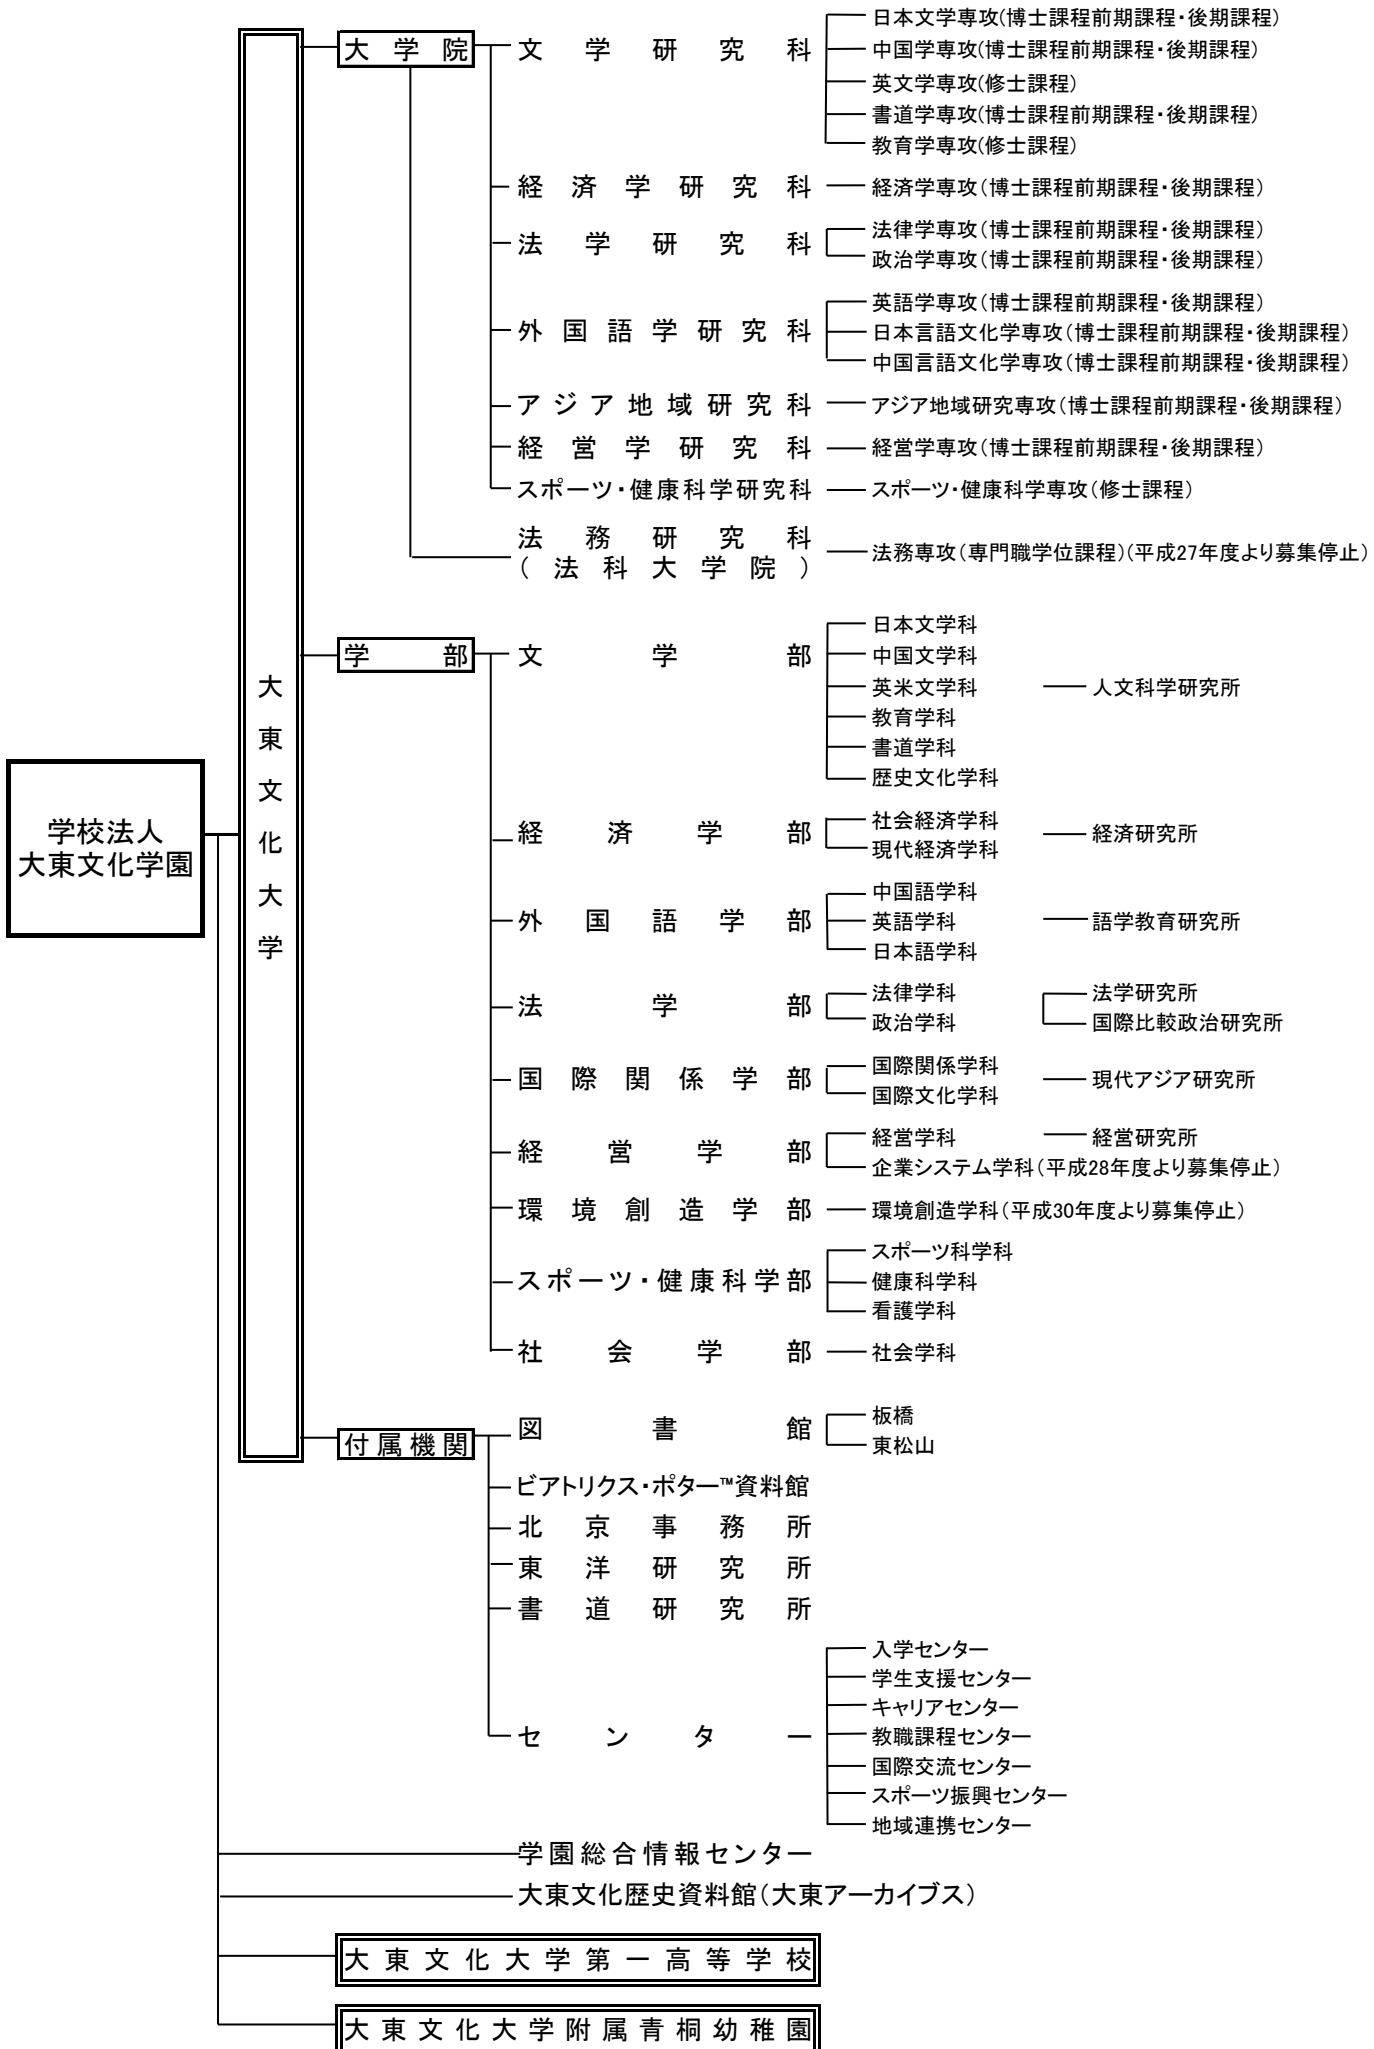 学校法人
大東文化学園
大東文化大学
大学院
文学研究科
日本文学専攻(博士課程前期課程・後期課程)
中国学専攻(博士課程前期課程・後期課程)
英文学専攻(修士課程)
書道学専攻(博士課程前期課程・後期課程)
教育学専攻(修士課程)
経済学研究科
経済学専攻(博士課程前期課程・後期課程)
法学研究科
法律学専攻(博士課程前期課程・後期課程)
政治学専攻(博士課程前期課程・後期課程)
外国語学研究科
英語学専攻(博士課程前期課程・後期課程)
日本言語文化学専攻(博士課程前期課程・後期課程)
中国言語文化学専攻(博士課程前期課程・後期課程)
アジア地域研究科
アジア地域研究専攻(博士課程前期課程・後期課程)
経営学研究科
経営学専攻(博士課程前期課程・後期課程)
スポーツ・健康科学研究科
スポーツ・健康科学専攻(修士課程)
法務研究科
(法科大学院)
法務専攻(専門職学位課程)(平成27年度より募集停止)
学部
文学部
日本文学科
中国文学科
英米文学科
教育学科
書道学科
歴史文化学科
人文科学研究所
経済学部
社会経済学科
現代経済学科
経済研究所
外国語学部
中国語学科
英語学科
日本語学科
語学教育研究所
法学部
法律学科
政治学科
法学研究所
国際比較政治研究所
国際関係学部
国際関係学科
国際文化学科
現代アジア研究所
経営学部
経営学科
経営研究所
企業システム学科(平成28年度より募集停止)
環境創造学部
環境創造学科(平成30年度より募集停止)
スポーツ・健康科学部
スポーツ科学科
健康科学科
看護学科
社会学部
社会学科
付属機関
図書館
板橋
東松山
ビアトリクス・ポター™資料館
北京事務所
東洋研究所
書道研究所
センター
入学センター
学生支援センター
キャリアセンター
教職課程センター
国際交流センター
スポーツ振興センター
地域連携センター
学園総合情報センター
大東文化歴史資料館(大東アーカイブス)
大東文化大学第一高等学校
大東文化大学附属青桐幼稚園